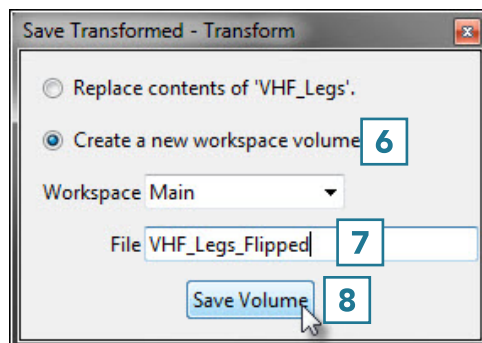 Save Transformed - Transform
Replace contents of 'VHF_Legs'.
Create a new workspace volume 6
Workspace Main
File VHF_Legs_Flipped 7
Save Volume 8